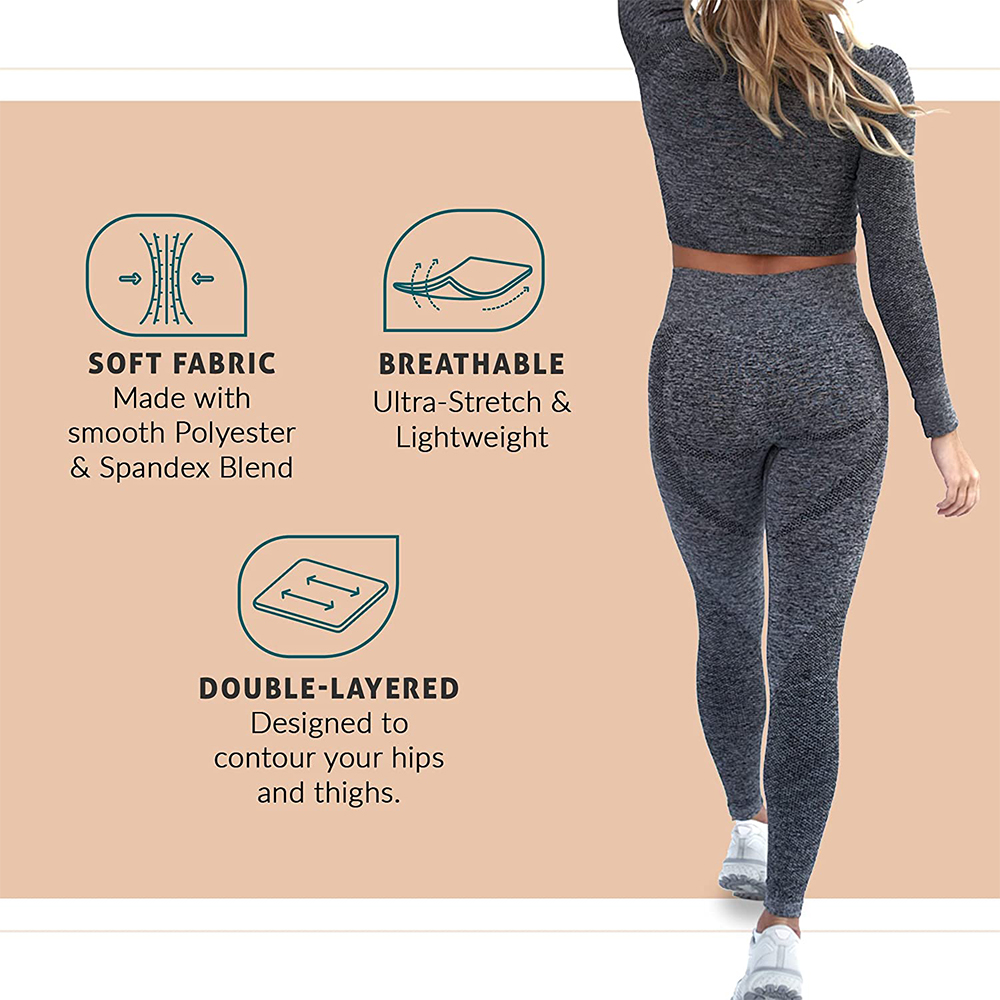 SOFT FABRIC
Made with
smooth Polyester
& Spandex Blend
BREATHABLE
Ultra-Stretch &
Lightweight
DOUBLE-LAYERED
Designed to
contour your hips
and thighs.